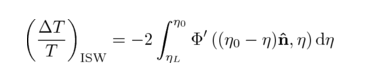 (ΔT/T)_ISW = −2 ∫_{η_L}^{η_0} Φ′ ((η_0 − η)n̂, η) dη